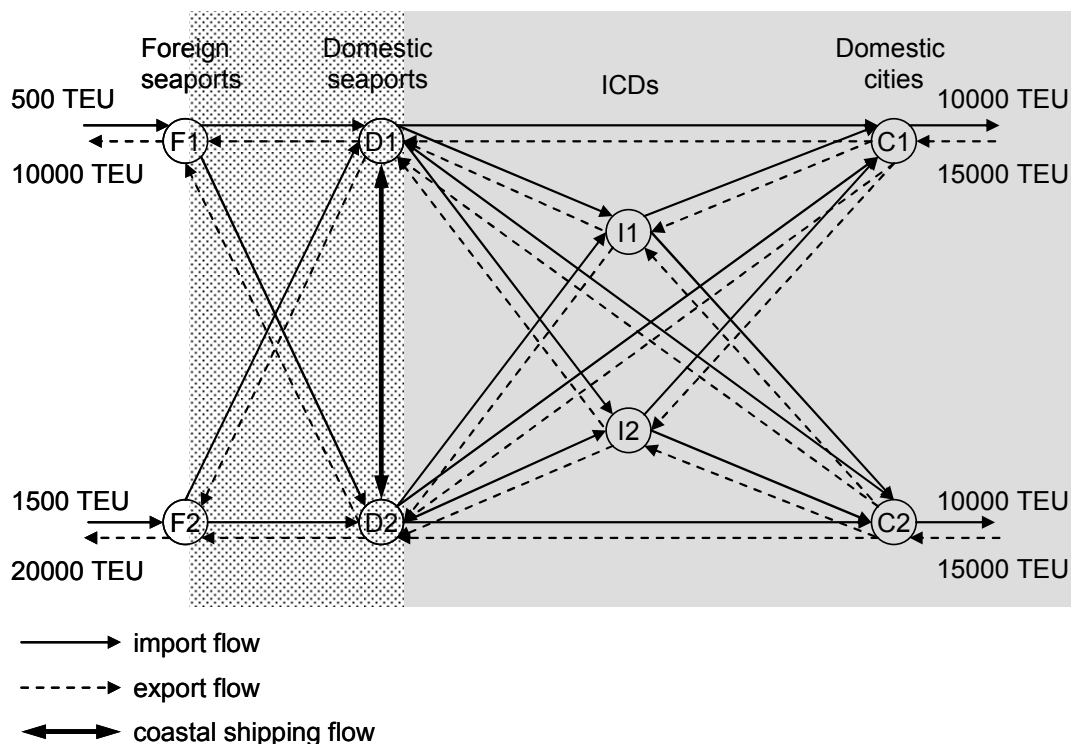 Foreign
seaports
Domestic
seaports
ICDs
Domestic
cities
500 TEU
10000 TEU
F1
D1
C1
10000 TEU
15000 TEU
I1
I2
1500 TEU
20000 TEU
F2
D2
C2
10000 TEU
15000 TEU
import flow
export flow
coastal shipping flow